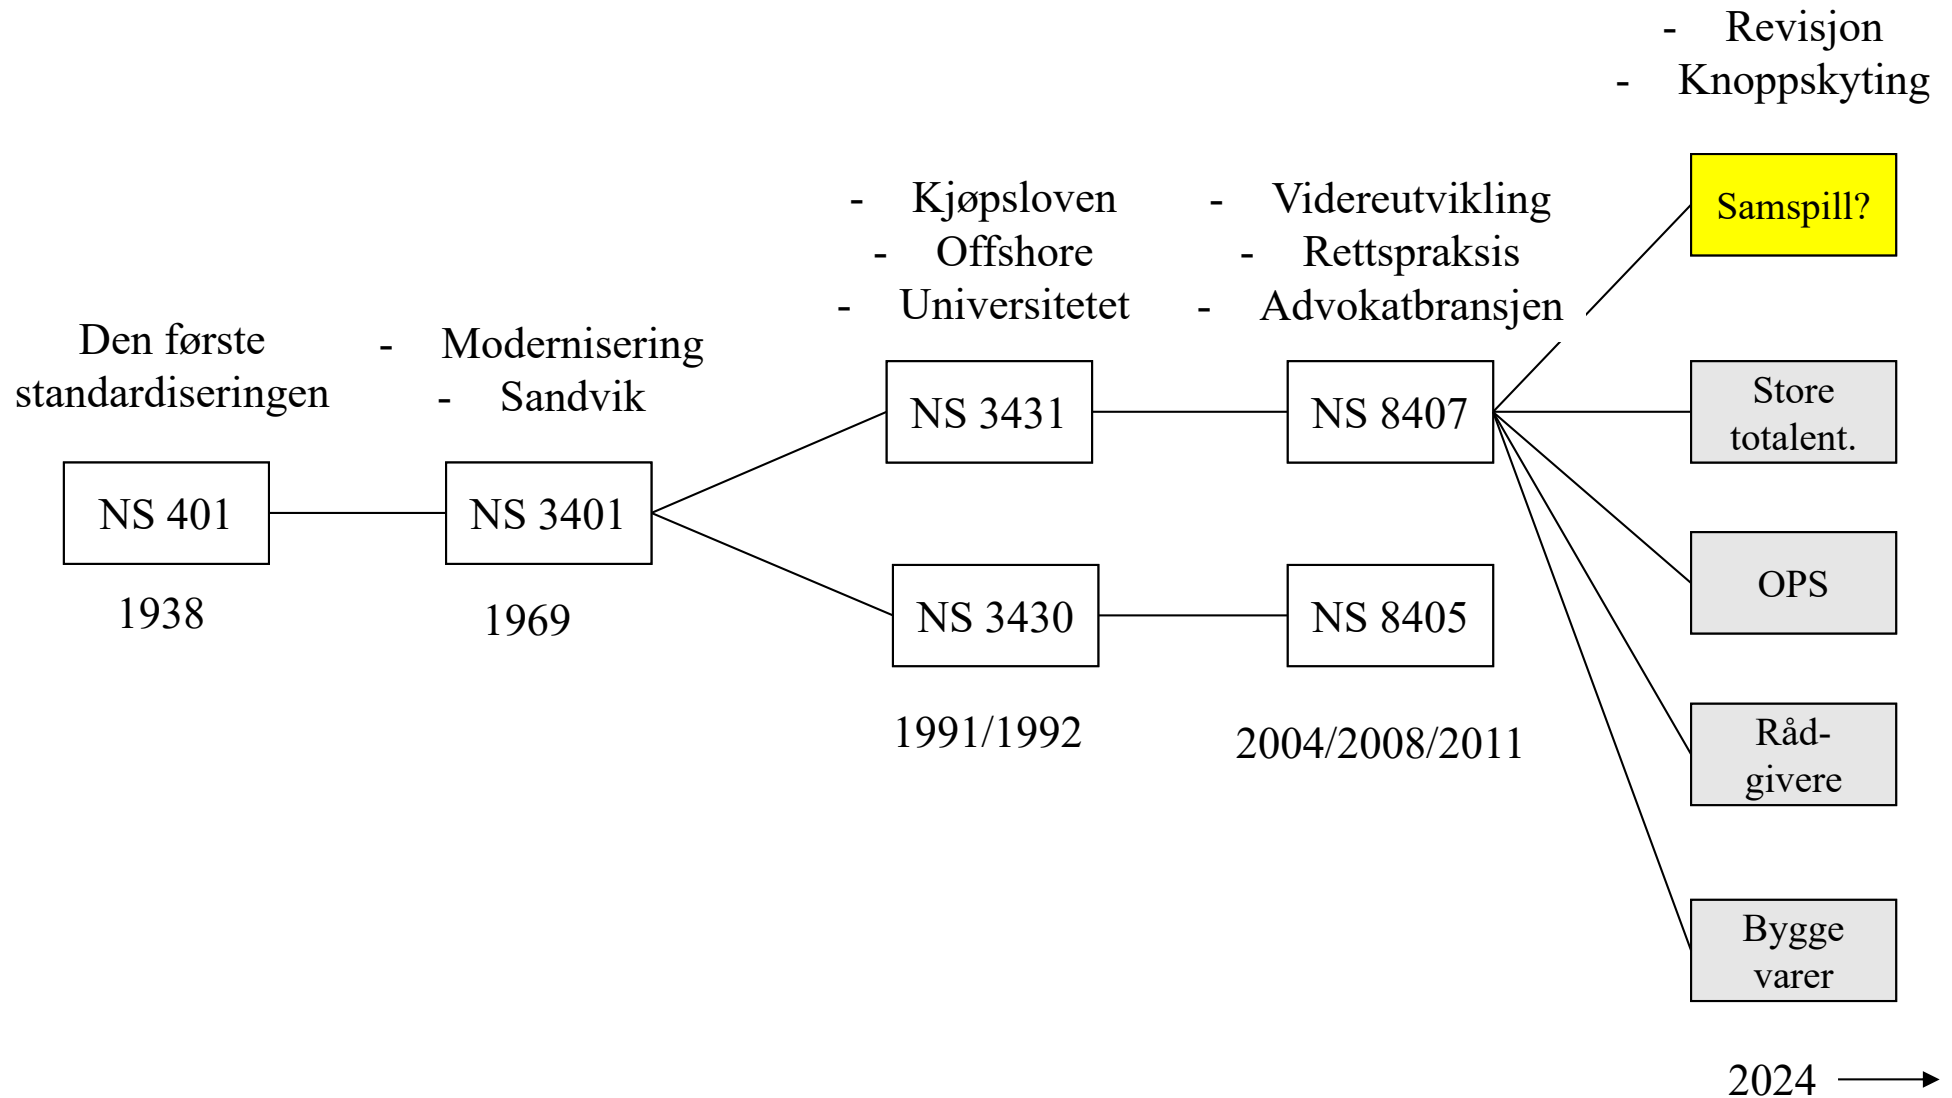 Den første
standardiseringen
NS 401
1938
- Modernisering
- Sandvik
NS 3401
1969
- Kjøpsloven
- Offshore
- Universitetet
NS 3431
NS 3430
1991/1992
- Videreutvikling
- Rettspraksis
- Advokatbransjen
NS 8407
NS 8405
2004/2008/2011
- Revisjon
- Knoppskyting
Samspill?
Store
totalent.
OPS
Råd-
givere
Bygge
varer
2024